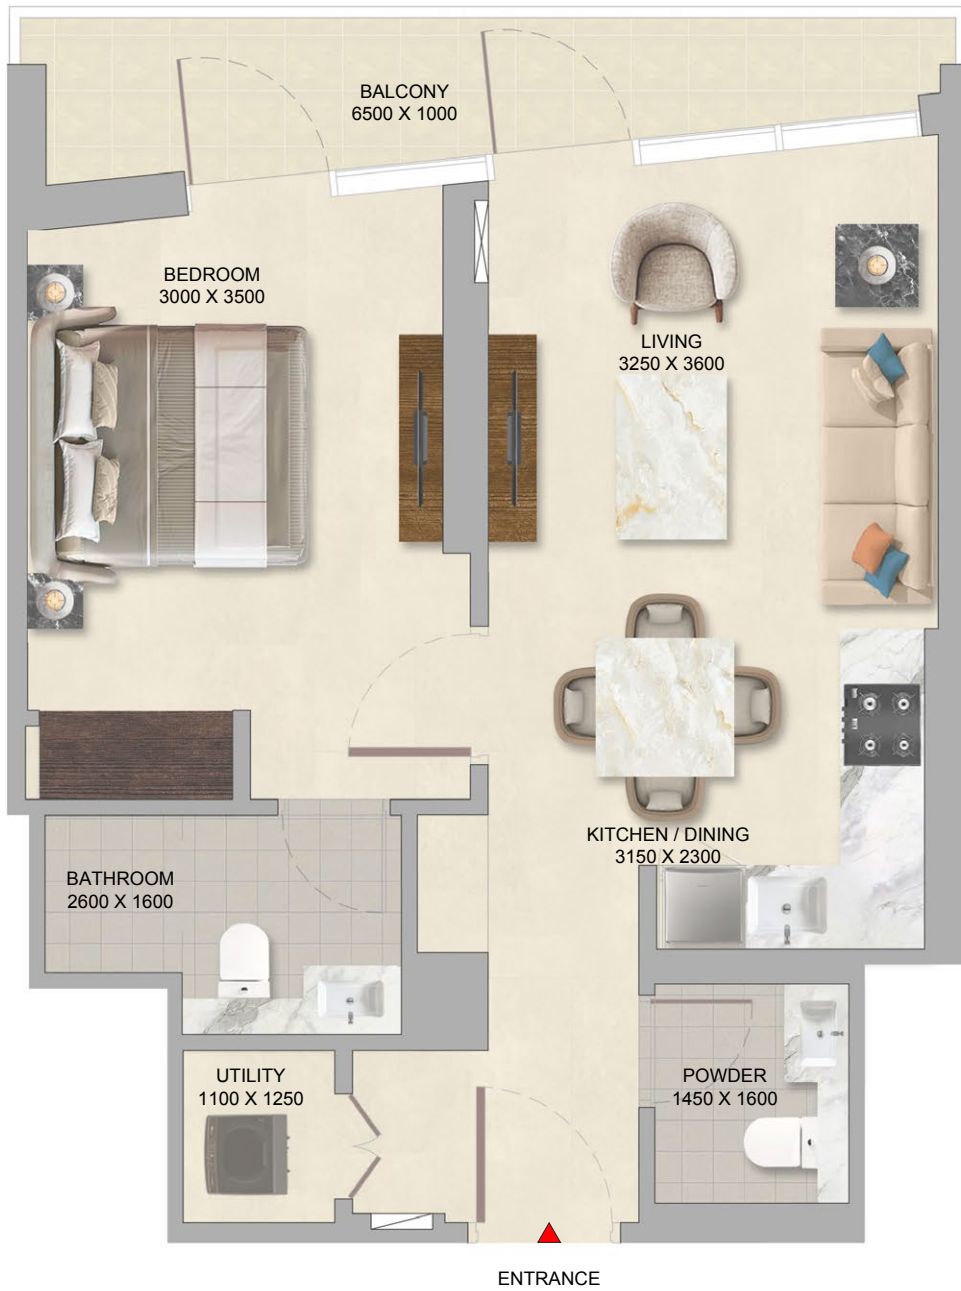 BALCONY
6500 X 1000
BEDROOM
3000 X 3500
LIVING
3250 X 3600
KITCHEN / DINING
3150 X 2300
BATHROOM
2600 X 1600
UTILITY
1100 X 1250
POWDER
1450 X 1600
ENTRANCE